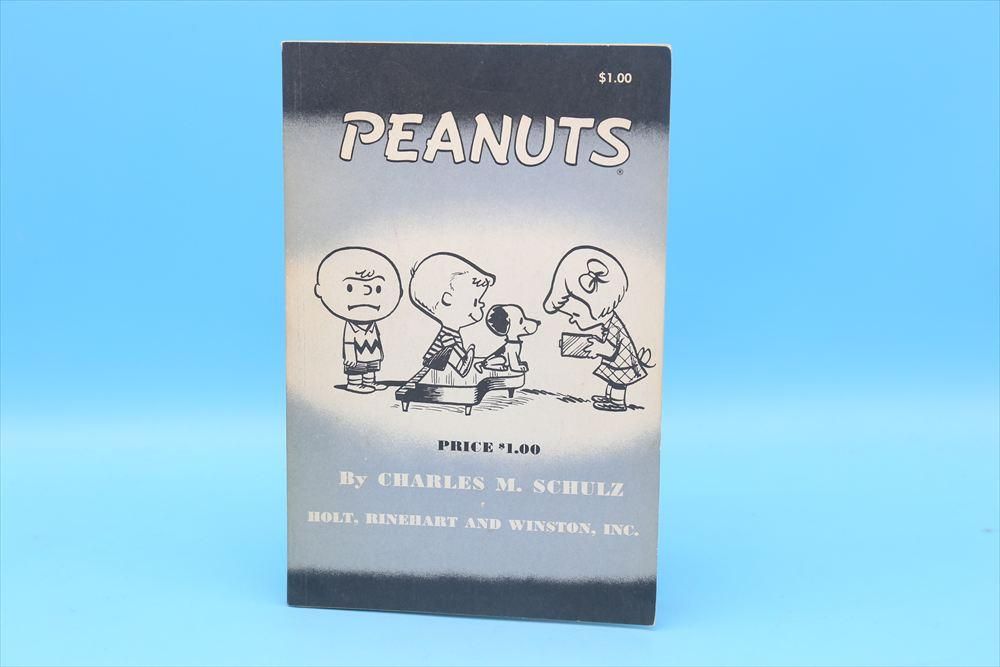 $1.00
PEANUTS®
PRICE $1.00
By CHARLES M. SCHULZ
HOLT, RINEHART AND WINSTON, INC.